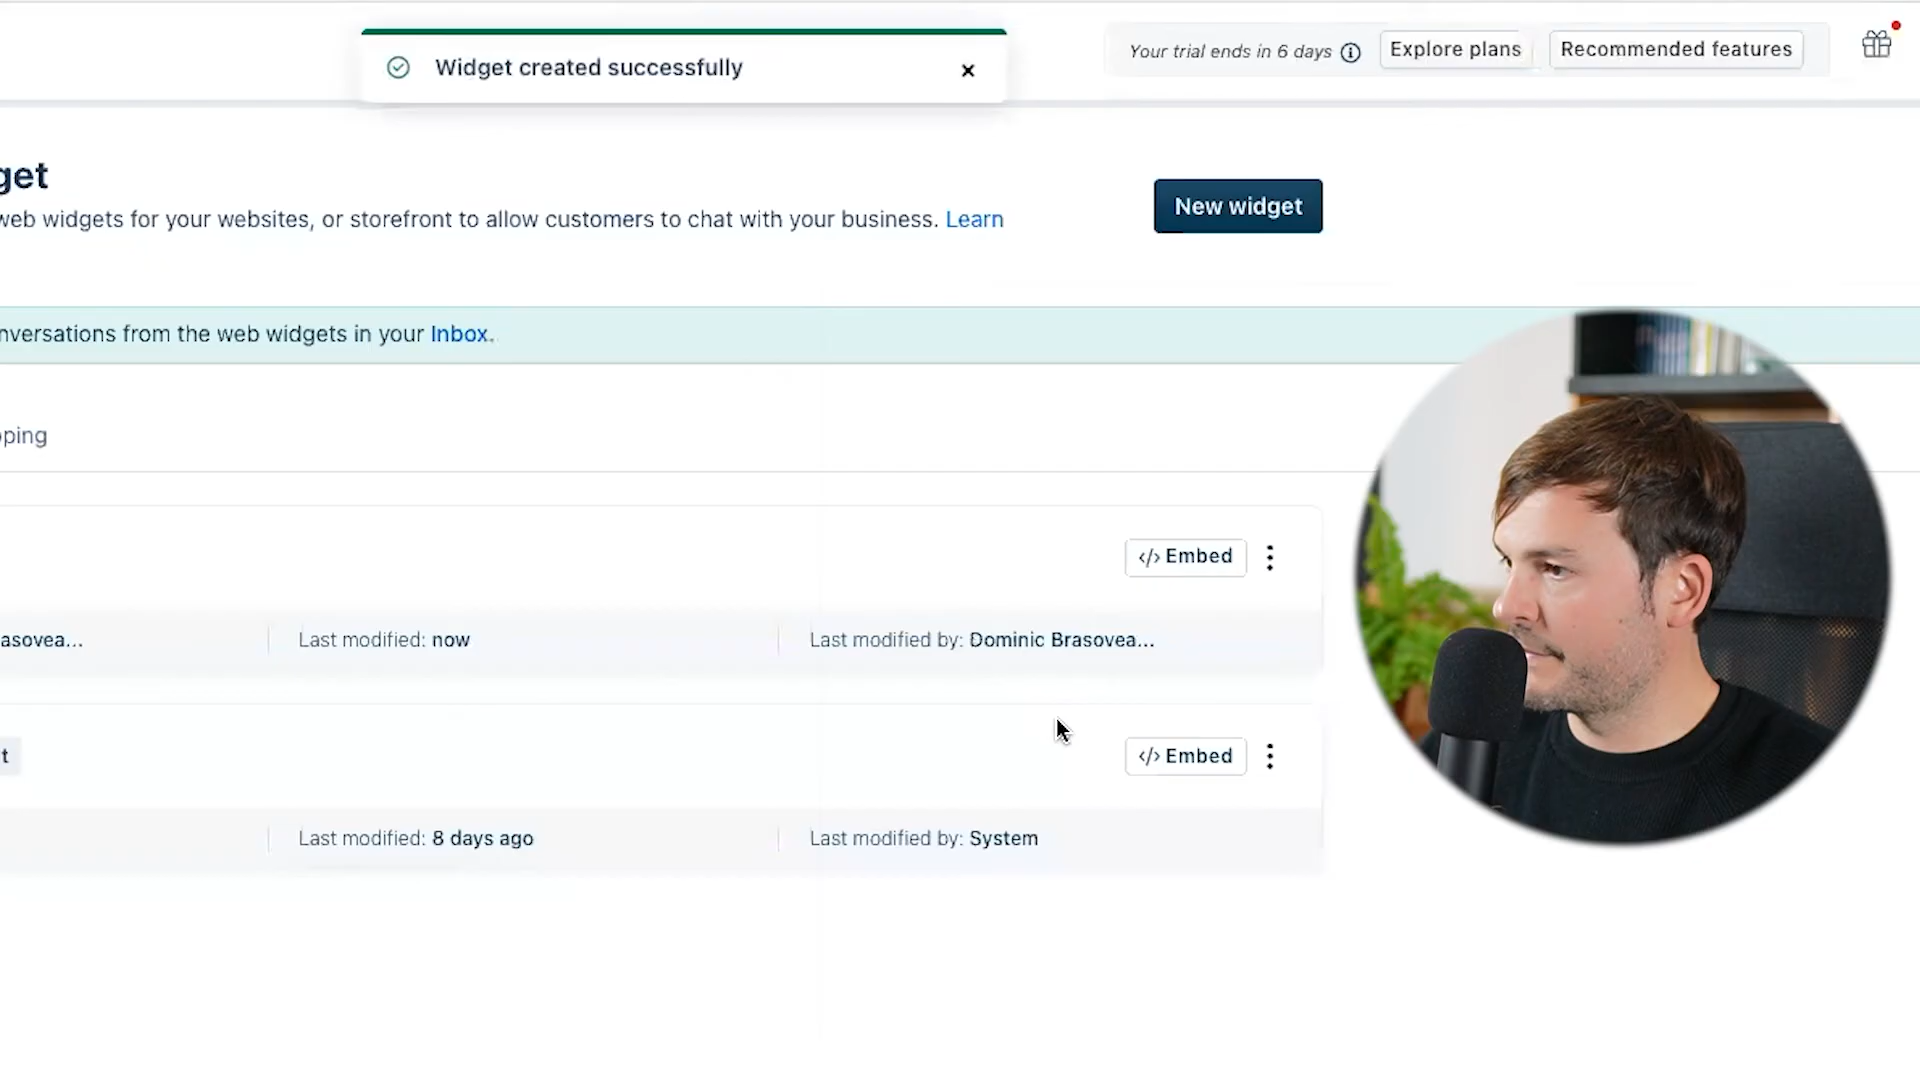 Widget created successfully
Your trial ends in 6 days
Explore plans
Recommended features
get
web widgets for your websites, or storefront to allow customers to chat with your business. Learn
New widget
nversations from the web widgets in your Inbox.
pping
</> Embed
asovea...
Last modified: now
Last modified by: Dominic Brasovea...
t
</> Embed
Last modified: 8 days ago
Last modified by: System